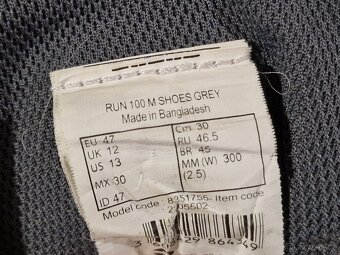 RUN 100 M SHOES GREY
Made in Bangladesh
EU 47 Cm 30
UK 12 RU 46.5
US 13 BR 45
MX 30 MM (W) 300
ID 47 (2.5)
Model code: 8351755 Item code